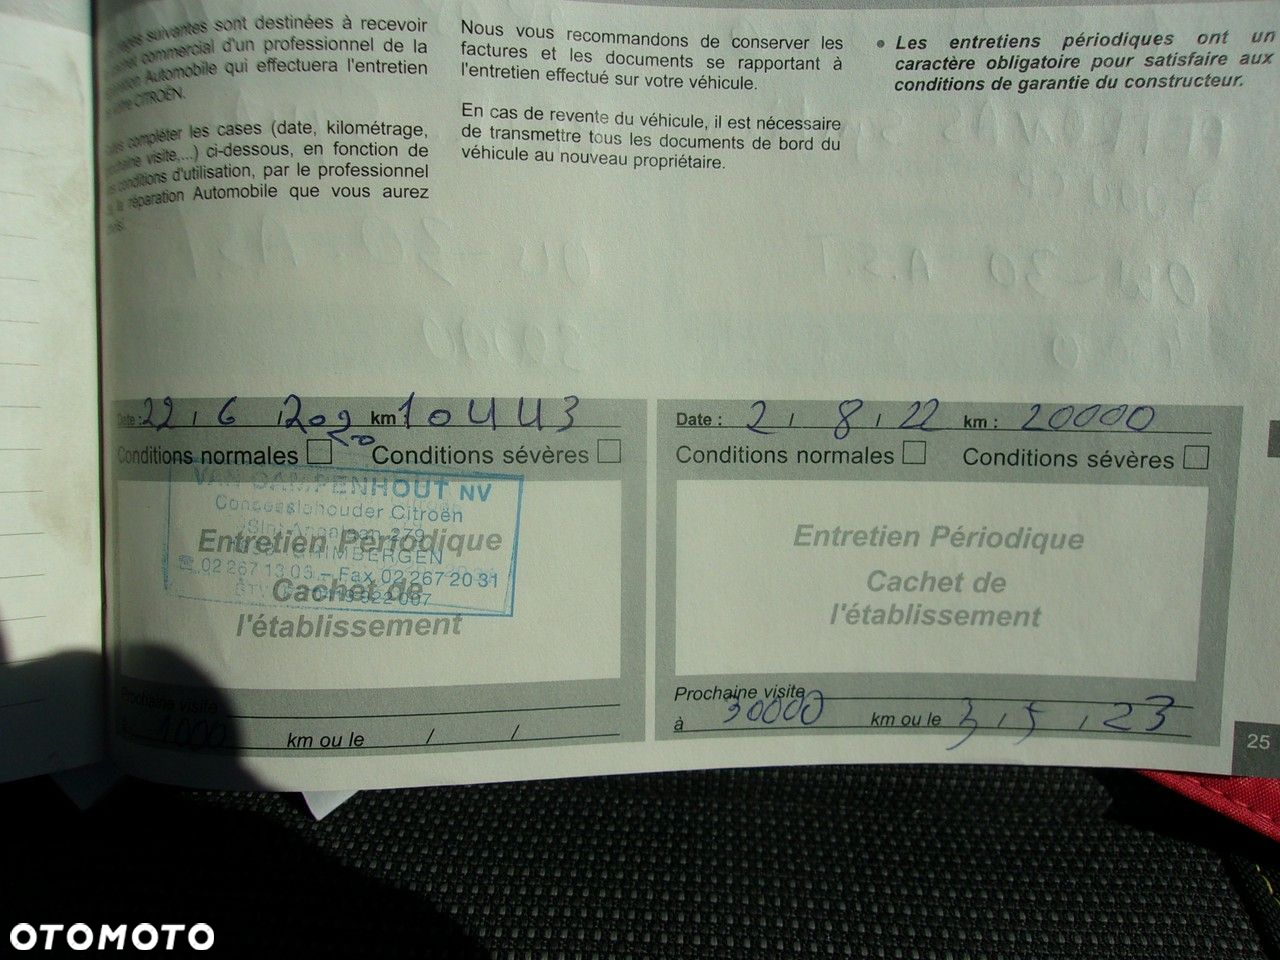 suivantes sont destinées à recevoir
commercial d'un professionnel de la
Automobile qui effectuera l'entretien
CITROËN.
compléter les cases (date, kilométrage,
visite,...) ci-dessous, en fonction de
conditions d'utilisation, par le professionnel
réparation Automobile que vous aurez
Nous vous recommandons de conserver les
factures et les documents se rapportant à
l'entretien effectué sur votre véhicule.
En cas de revente du véhicule, il est nécessaire
de transmettre tous les documents de bord du
véhicule au nouveau propriétaire.
• Les entretiens périodiques ont un
caractère obligatoire pour satisfaire aux
conditions de garantie du constructeur.
Date : 22 / 6 / 2020 km 10443
Conditions normales Conditions sévères
VAN CAMPENHOUT NV
Concessiehouder Citroën
GRIMBERGEN
02 267 13 03 - Fax 02 267 20 31
Entretien Périodique
Cachet de
l'établissement
Prochaine visite
km ou le / /
Date : 2 / 8 / 22 km : 20000
Conditions normales Conditions sévères
Entretien Périodique
Cachet de
l'établissement
Prochaine visite
à 30000 km ou le 3 / 5 / 23
25
OTOMOTO